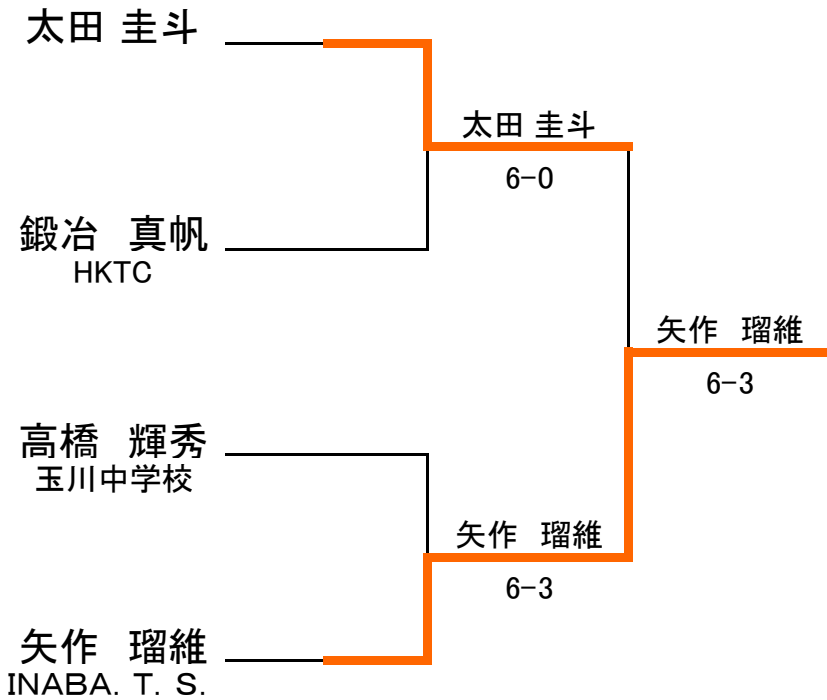 太田 圭斗
太田 圭斗
6-0
鍛冶　真帆
HKTC
矢作　瑠維
6-3
高橋　輝秀
玉川中学校
矢作　瑠維
6-3
矢作　瑠維
INABA. T. S.